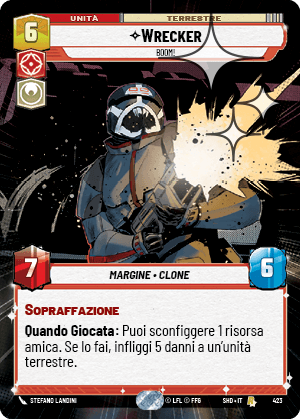 UNITÀ
TERRESTRE
6
WRECKER
BOOM!
7
MARGINE • CLONE
6
SOPRAFFAZIONE
Quando Giocata: Puoi sconfiggere 1 risorsa
amica. Se lo fai, infliggi 5 danni a un'unità
terrestre.
STEFANO LANDINI
© LFL © FFG
SHD • IT
423